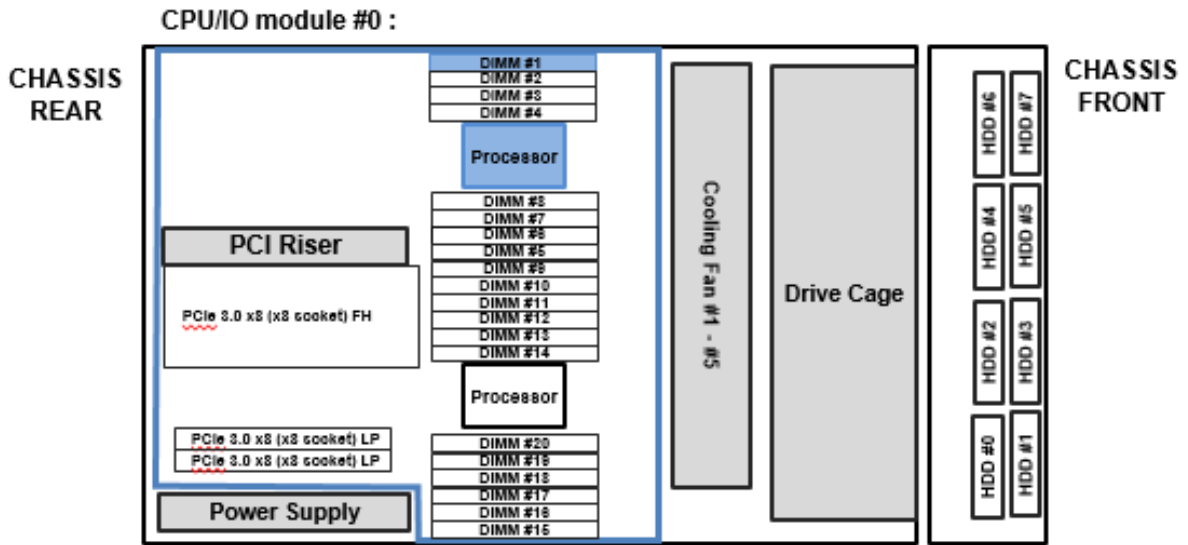 CPU/IO module #0 :
CHASSIS
REAR
DIMM #1
DIMM #2
DIMM #3
DIMM #4
Processor
DIMM #8
DIMM #7
DIMM #6
DIMM #5
DIMM #9
DIMM #10
DIMM #11
DIMM #12
DIMM #13
DIMM #14
Processor
DIMM #20
DIMM #19
DIMM #18
DIMM #17
DIMM #16
DIMM #15
PCI Riser
PCIe 3.0 x8 (x8 socket) FH
PCIe 3.0 x8 (x8 socket) LP
PCIe 3.0 x8 (x8 socket) LP
Power Supply
Cooling Fan #1 - #5
Drive Cage
HDD #6
HDD #7
HDD #4
HDD #5
HDD #2
HDD #3
HDD #0
HDD #1
CHASSIS
FRONT